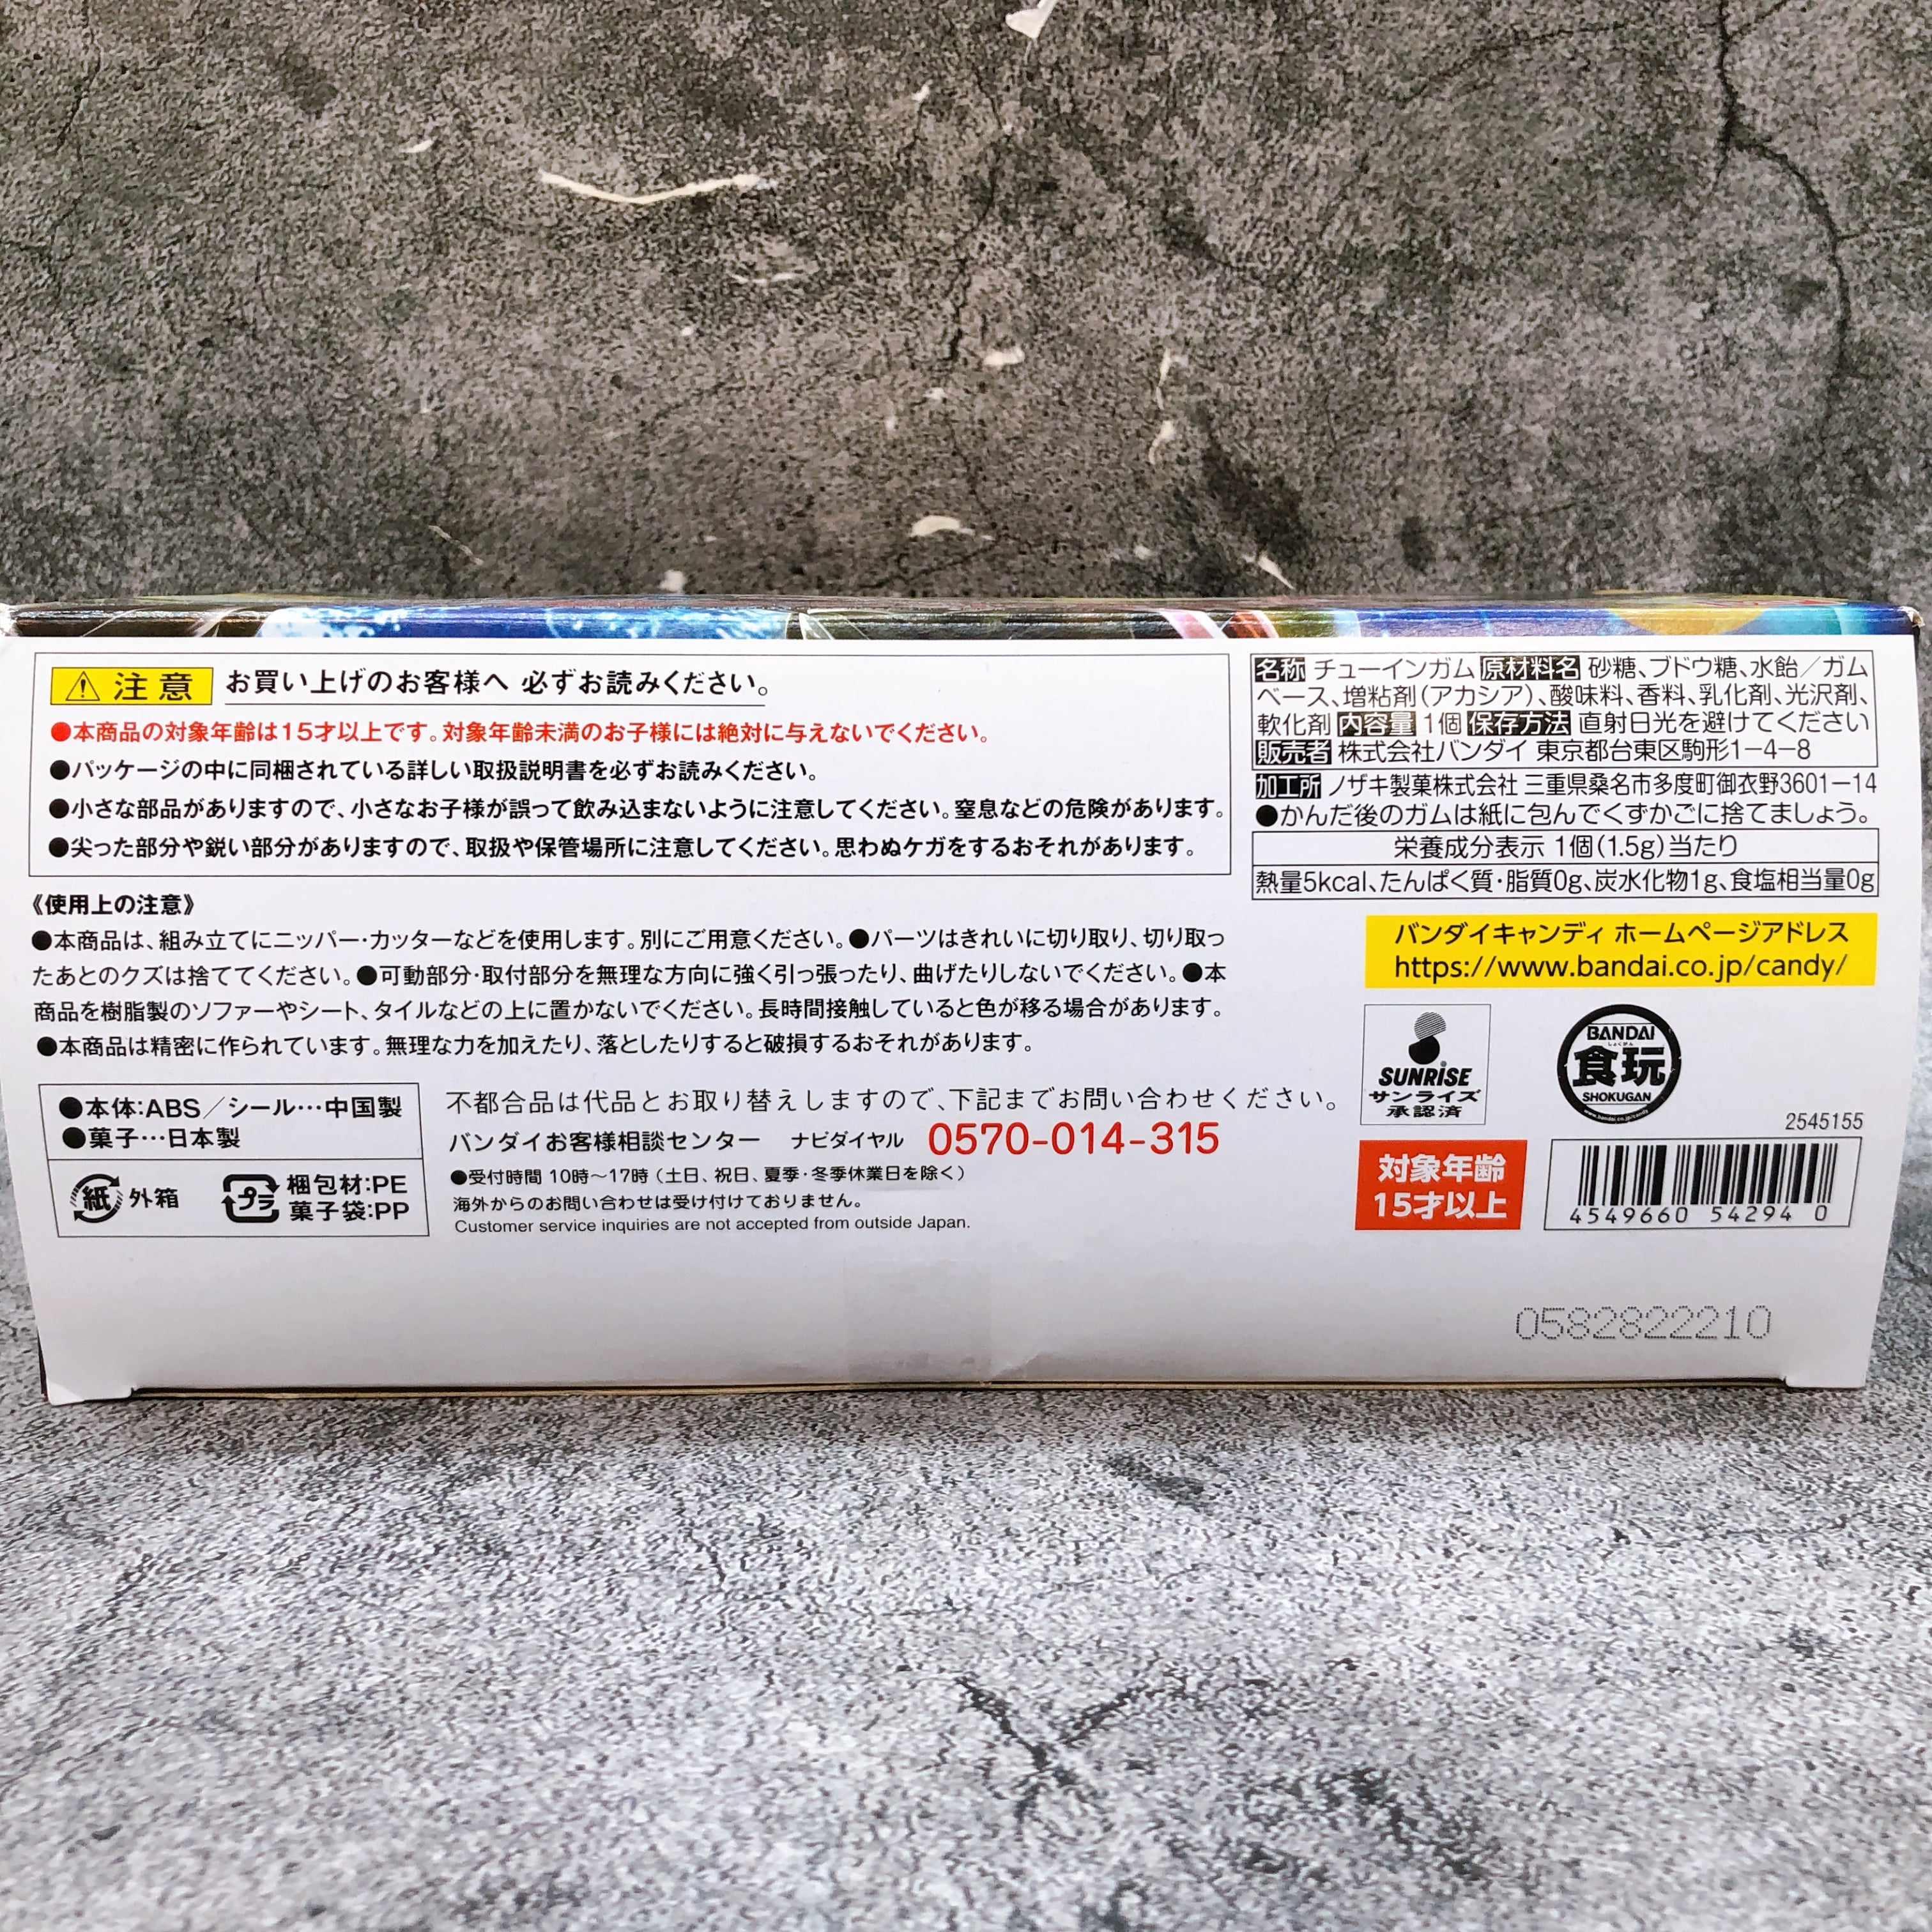 注意 お買い上げのお客様へ 必ずお読みください。
●本商品の対象年齢は15才以上です。対象年齢未満のお子様には絶対に与えないでください。
●パッケージの中に同梱されている詳しい取扱説明書を必ずお読みください。
●小さな部品がありますので、小さなお子様が誤って飲み込まないように注意してください。窒息などの危険があります。
●尖った部分や鋭い部分がありますので、取扱や保管場所に注意してください。思わぬケガをするおそれがあります。
《使用上の注意》
●本商品は、組み立てにニッパー・カッターなどを使用します。別にご用意ください。●パーツはきれいに切り取り、切り取っ
たあとのクズは捨ててください。●可動部分・取付部分を無理な方向に強く引っ張ったり、曲げたりしないでください。●本
商品を樹脂製のソファーやシート、タイルなどの上に置かないでください。長時間接触していると色が移る場合があります。
●本商品は精密に作られています。無理な力を加えたり、落としたりすると破損するおそれがあります。
●本体:ABS／シール…中国製
●菓子…日本製
紙 外箱
プラ 梱包材:PE
菓子袋:PP
不都合品は代品とお取り替えしますので、下記までお問い合わせください。
バンダイお客様相談センター ナビダイヤル 0570-014-315
●受付時間 10時～17時（土日、祝日、夏季・冬季休業日を除く）
海外からのお問い合わせは受け付けておりません。
Customer service inquiries are not accepted from outside Japan.
名称 チューインガム 原材料名 砂糖、ブドウ糖、水飴／ガム
ベース、増粘剤（アカシア）、酸味料、香料、乳化剤、光沢剤、
軟化剤 内容量 1個 保存方法 直射日光を避けてください
販売者 株式会社バンダイ 東京都台東区駒形1－4－8
加工所 ノザキ製菓株式会社 三重県桑名市多度町御衣野3601－14
●かんだ後のガムは紙に包んでくずかごに捨てましょう。
栄養成分表示 1個(1.5g)当たり
熱量5kcal、たんぱく質・脂質0g、炭水化物1g、食塩相当量0g
バンダイキャンディ ホームページアドレス
https://www.bandai.co.jp/candy/
SUNRISE
サンライズ
承認済
BANDAI
しょくがん
食玩
SHOKUGAN
www.bandai.co.jp/candy
2545155
対象年齢
15才以上
4549660 54294 0
0582822210